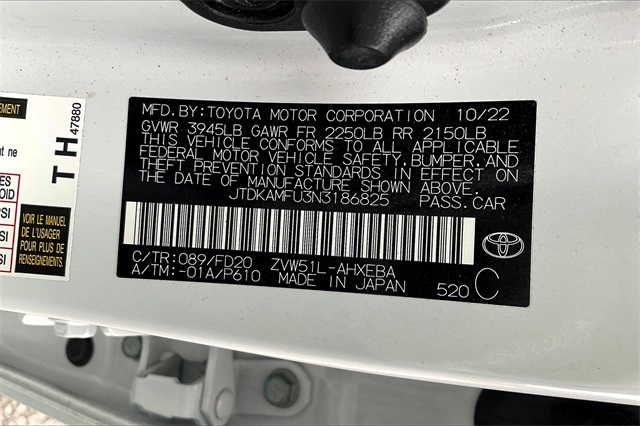 MFD. BY: TOYOTA MOTOR CORPORATION 10/22
GVWR 3945LB GAWR FR 2250LB RR 2150LB
THIS VEHICLE CONFORMS TO ALL APPLICABLE
FEDERAL MOTOR VEHICLE SAFETY, BUMPER, AND
THEFT PREVENTION STANDARDS IN EFFECT ON
THE DATE OF MANUFACTURE SHOWN ABOVE.
JTDKAMFU3N3186825 PASS. CAR
C/TR: 089/FD20 ZVW51L-AHXEBA
A/TM: -01A/P610 MADE IN JAPAN 520 C
TH 47880
VOIR LE MANUEL
DE L'USAGER
POUR PLUS DE